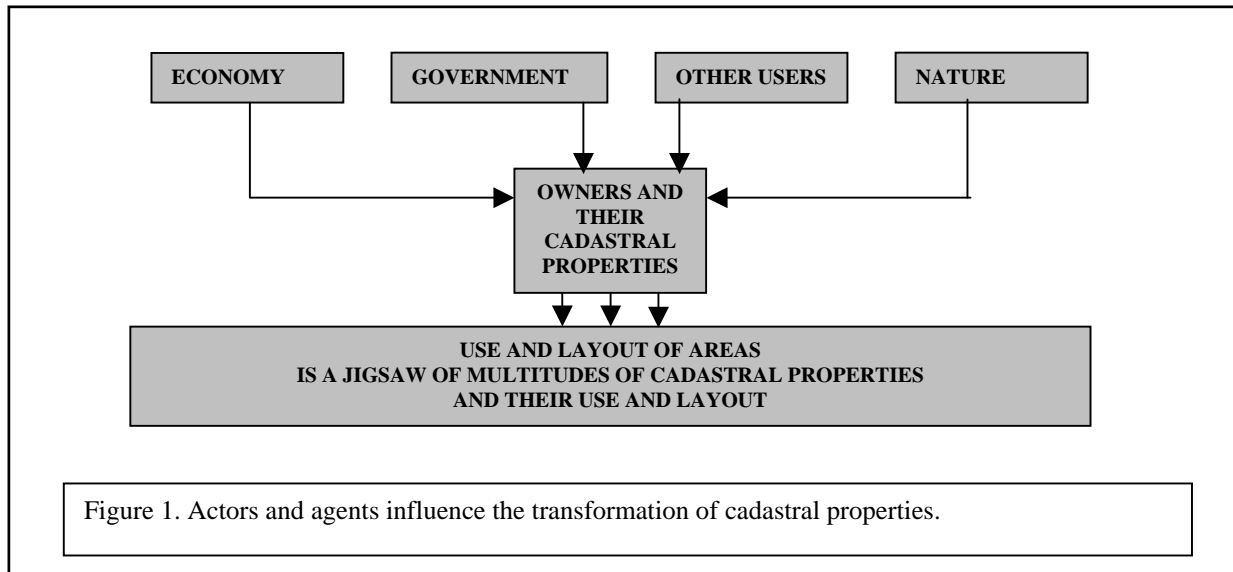 ECONOMY
GOVERNMENT
OTHER USERS
NATURE
OWNERS AND
THEIR
CADASTRAL
PROPERTIES
USE AND LAYOUT OF AREAS
IS A JIGSAW OF MULTITUDES OF CADASTRAL PROPERTIES
AND THEIR USE AND LAYOUT
Figure 1. Actors and agents influence the transformation of cadastral properties.